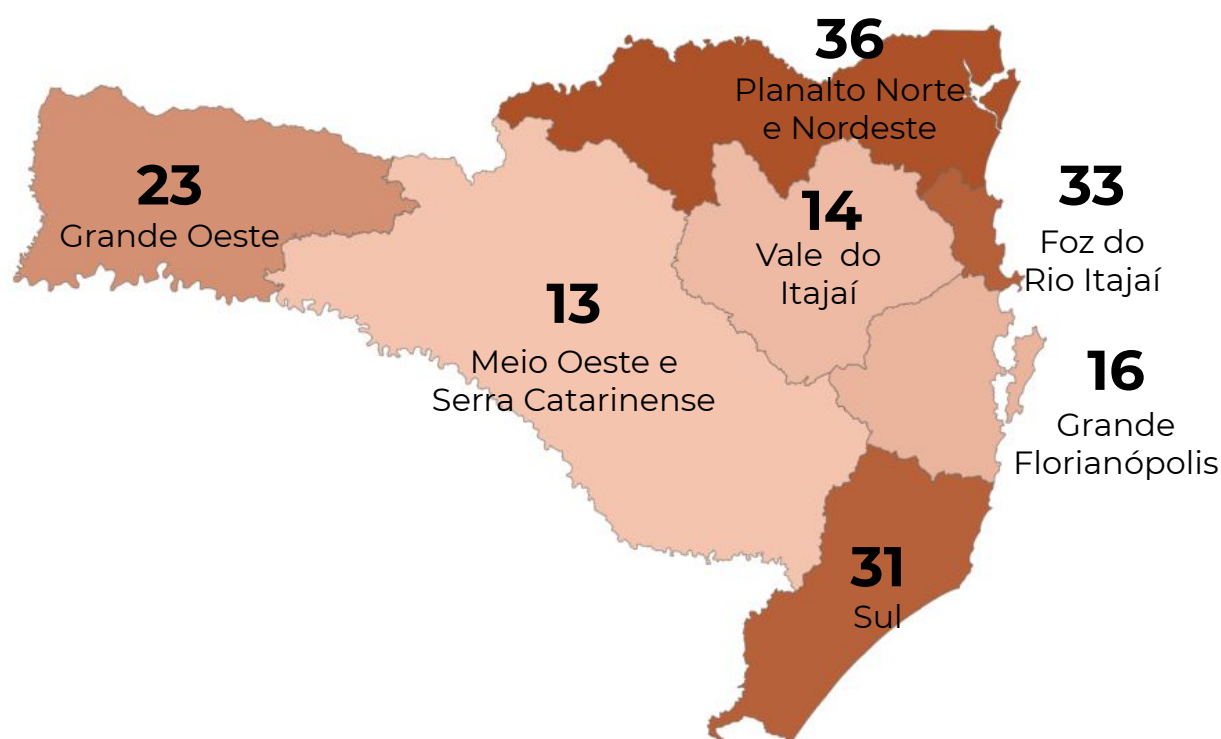 36
Planalto Norte
e Nordeste
23
Grande Oeste
14
Vale do
Itajaí
33
Foz do
Rio Itajaí
13
Meio Oeste e
Serra Catarinense
16
Grande
Florianópolis
31
Sul